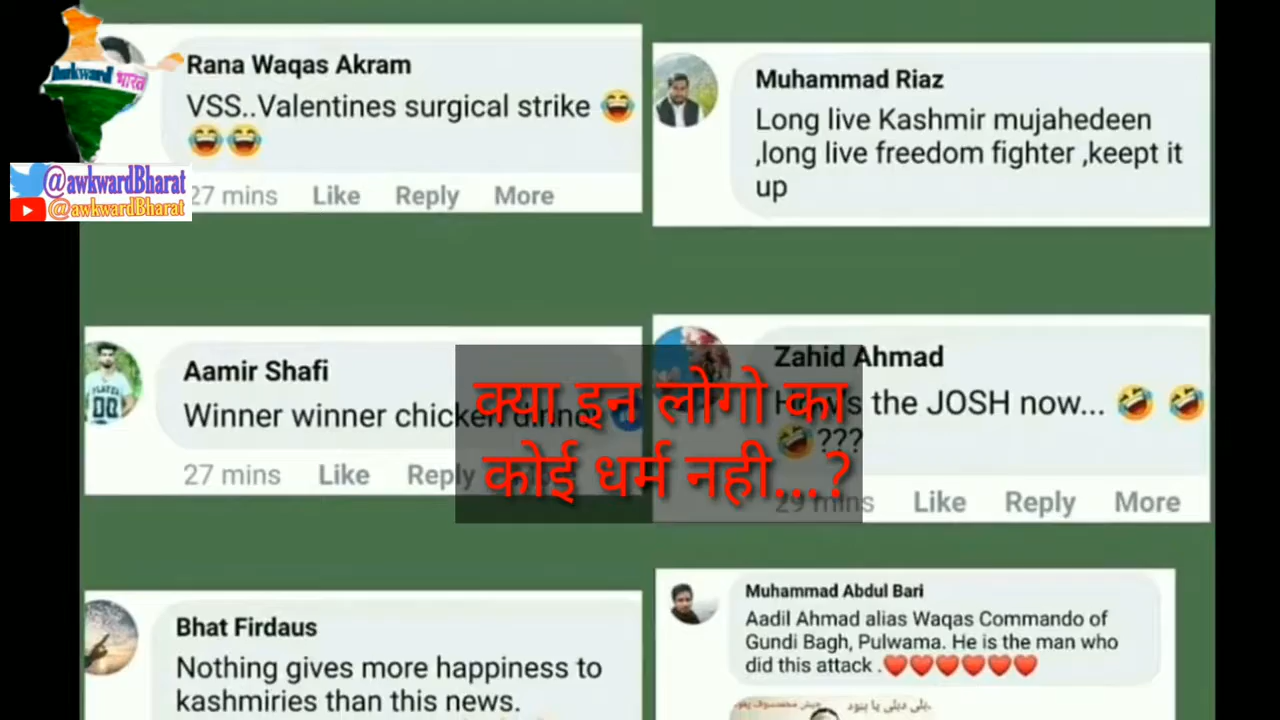 Awkward भारत
@awkwardBharat
@awkwardBharat
Rana Waqas Akram
VSS..Valentines surgical strike 😂
😂😂
27 mins Like Reply More
Muhammad Riaz
Long live Kashmir mujahedeen
,long live freedom fighter ,keept it
up
Aamir Shafi
Winner winner chicken dinner
27 mins Like Reply
Zahid Ahmad
How's the JOSH now... 😂 😂
😂???
29 mins Like Reply More
क्या इन लोगो का
कोई धर्म नही...?
Bhat Firdaus
Nothing gives more happiness to
kashmiries than this news.
Muhammad Abdul Bari
Aadil Ahmad alias Waqas Commando of
Gundi Bagh, Pulwama. He is the man who
did this attack .❤️❤️❤️❤️❤️❤️